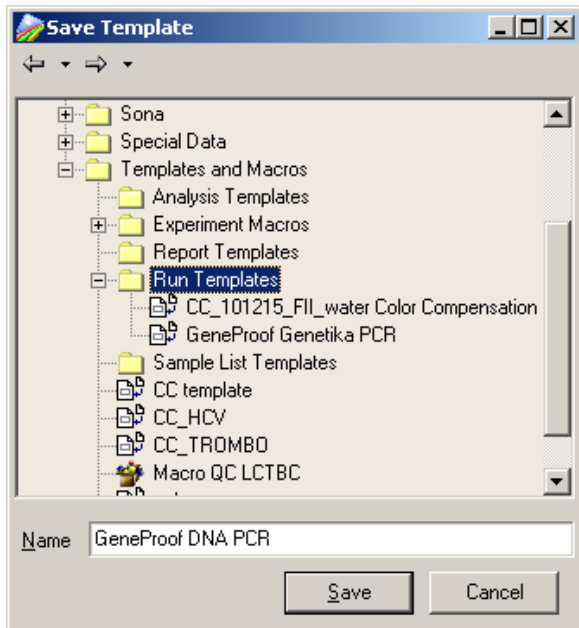 Save Template
Sona
Special Data
Templates and Macros
Analysis Templates
Experiment Macros
Report Templates
Run Templates
CC_101215_FII_water Color Compensation
GeneProof Genetika PCR
Sample List Templates
CC template
CC_HCV
CC_TROMBO
Macro QC LCTBC
Name GeneProof DNA PCR
Save Cancel